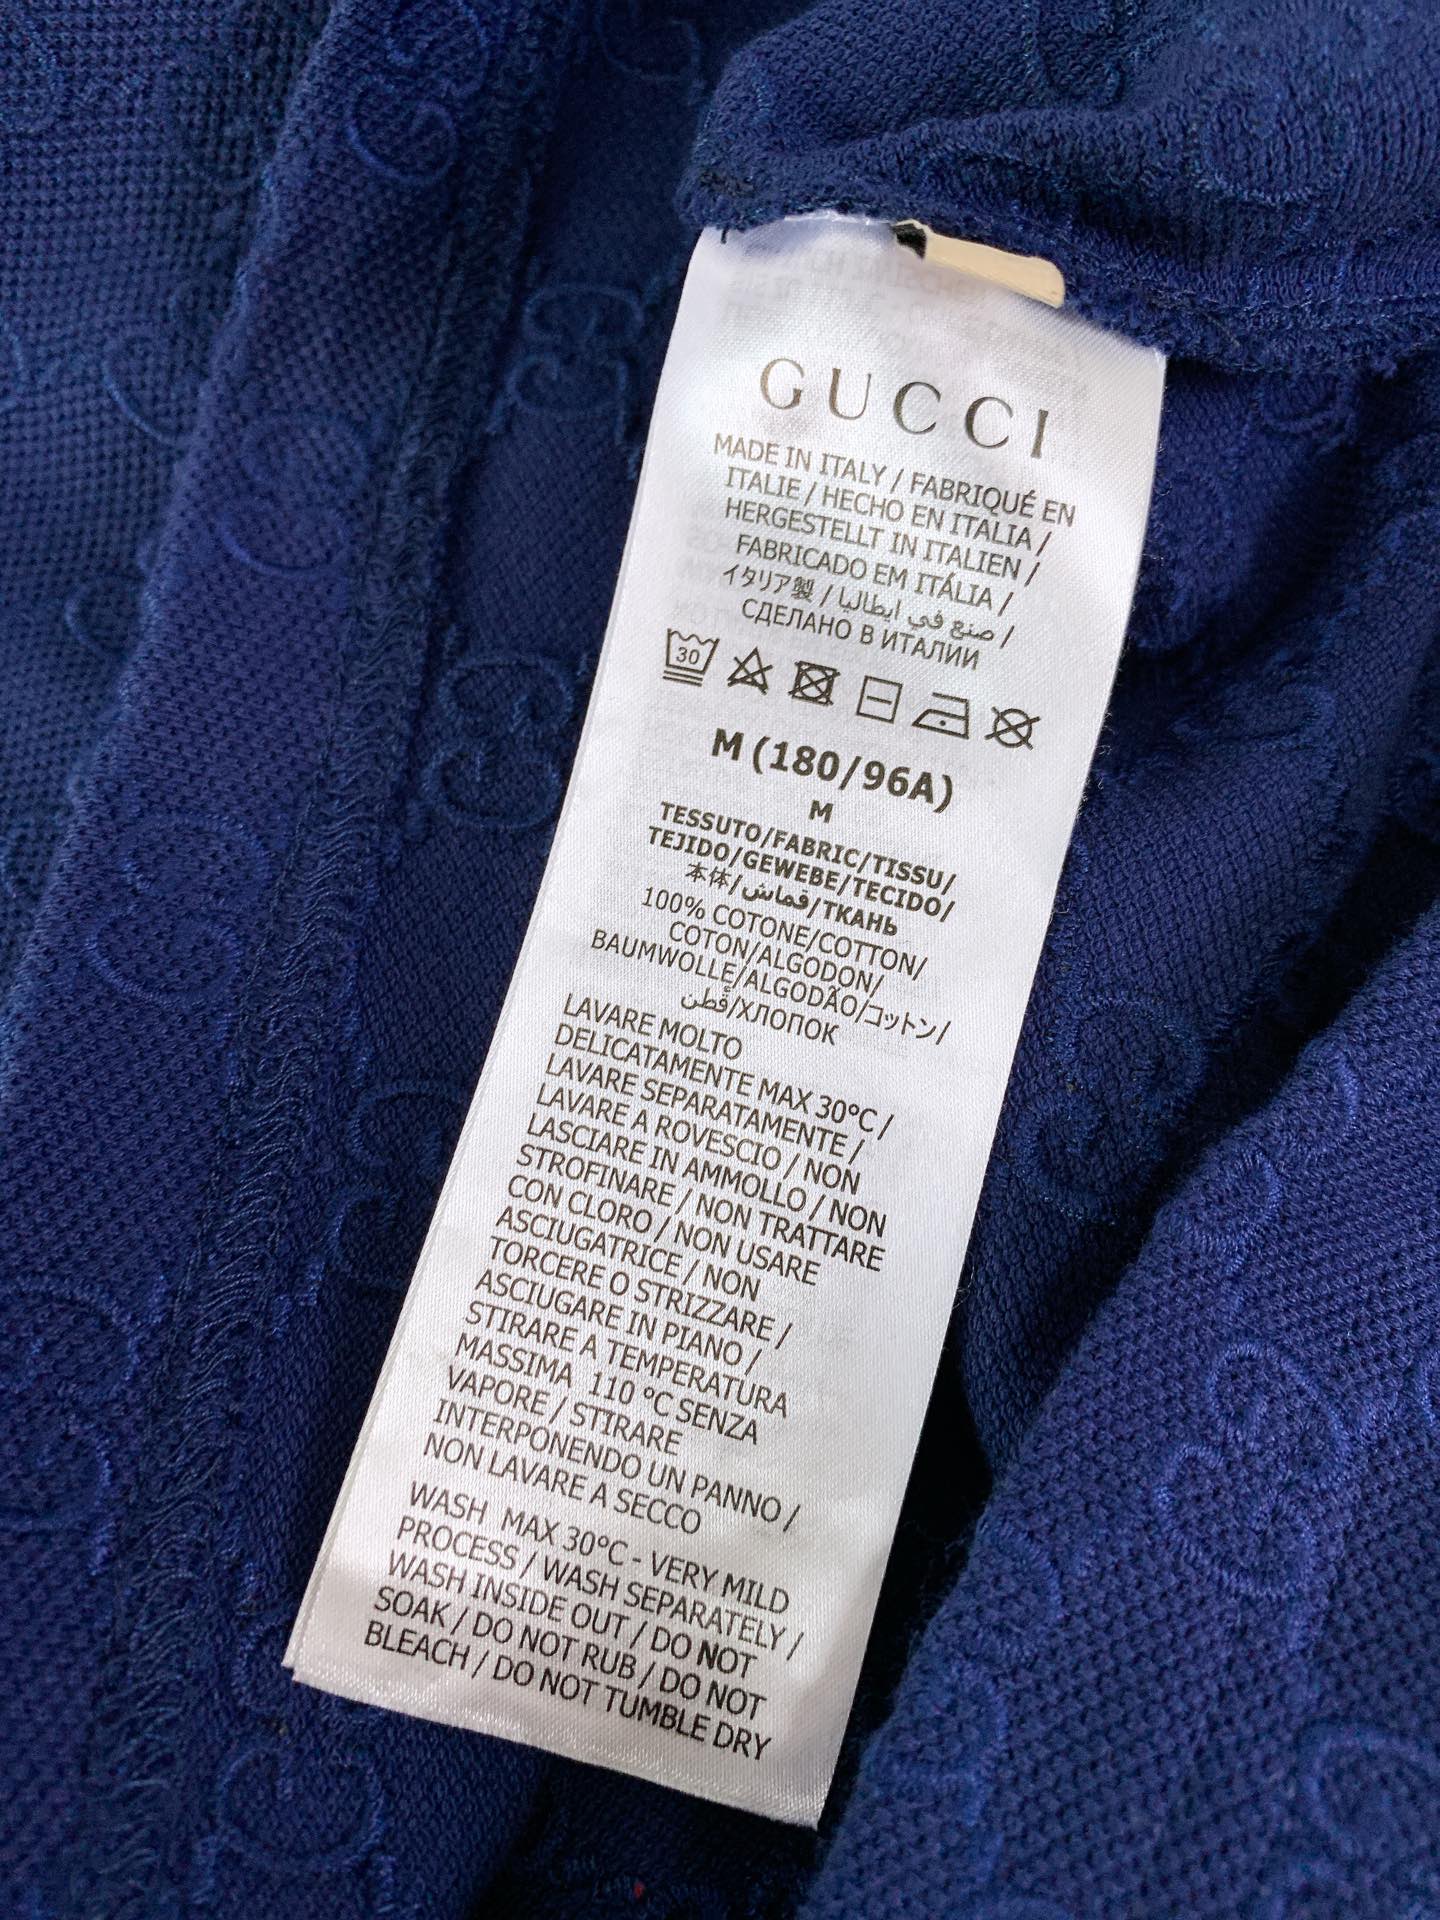 GUCCI
MADE IN ITALY / FABRIQUÉ EN
ITALIE / HECHO EN ITALIA /
HERGESTELLT IN ITALIEN /
FABRICADO EM ITÁLIA /
イタリア製 / صنع في ايطاليا /
СДЕЛАНО В ИТАЛИИ
30
M (180/96A)
M
TESSUTO/FABRIC/TISSU/
TEJIDO/GEWEBE/TECIDO/
本体/قماش/ТКАНЬ
100% COTONE/COTTON/
COTON/ALGODON/
BAUMWOLLE/ALGODÃO/コットン/
قُطن/ХЛОПОК
LAVARE MOLTO
DELICATAMENTE MAX 30°C /
LAVARE SEPARATAMENTE /
LAVARE A ROVESCIO / NON
LASCIARE IN AMMOLLO / NON
STROFINARE / NON TRATTARE
CON CLORO / NON USARE
ASCIUGATRICE / NON
TORCERE O STRIZZARE /
ASCIUGARE IN PIANO /
STIRARE A TEMPERATURA
MASSIMA 110 °C SENZA
VAPORE / STIRARE
INTERPONENDO UN PANNO /
NON LAVARE A SECCO
WASH MAX 30°C - VERY MILD
PROCESS / WASH SEPARATELY /
WASH INSIDE OUT / DO NOT
SOAK / DO NOT RUB / DO NOT
BLEACH / DO NOT TUMBLE DRY